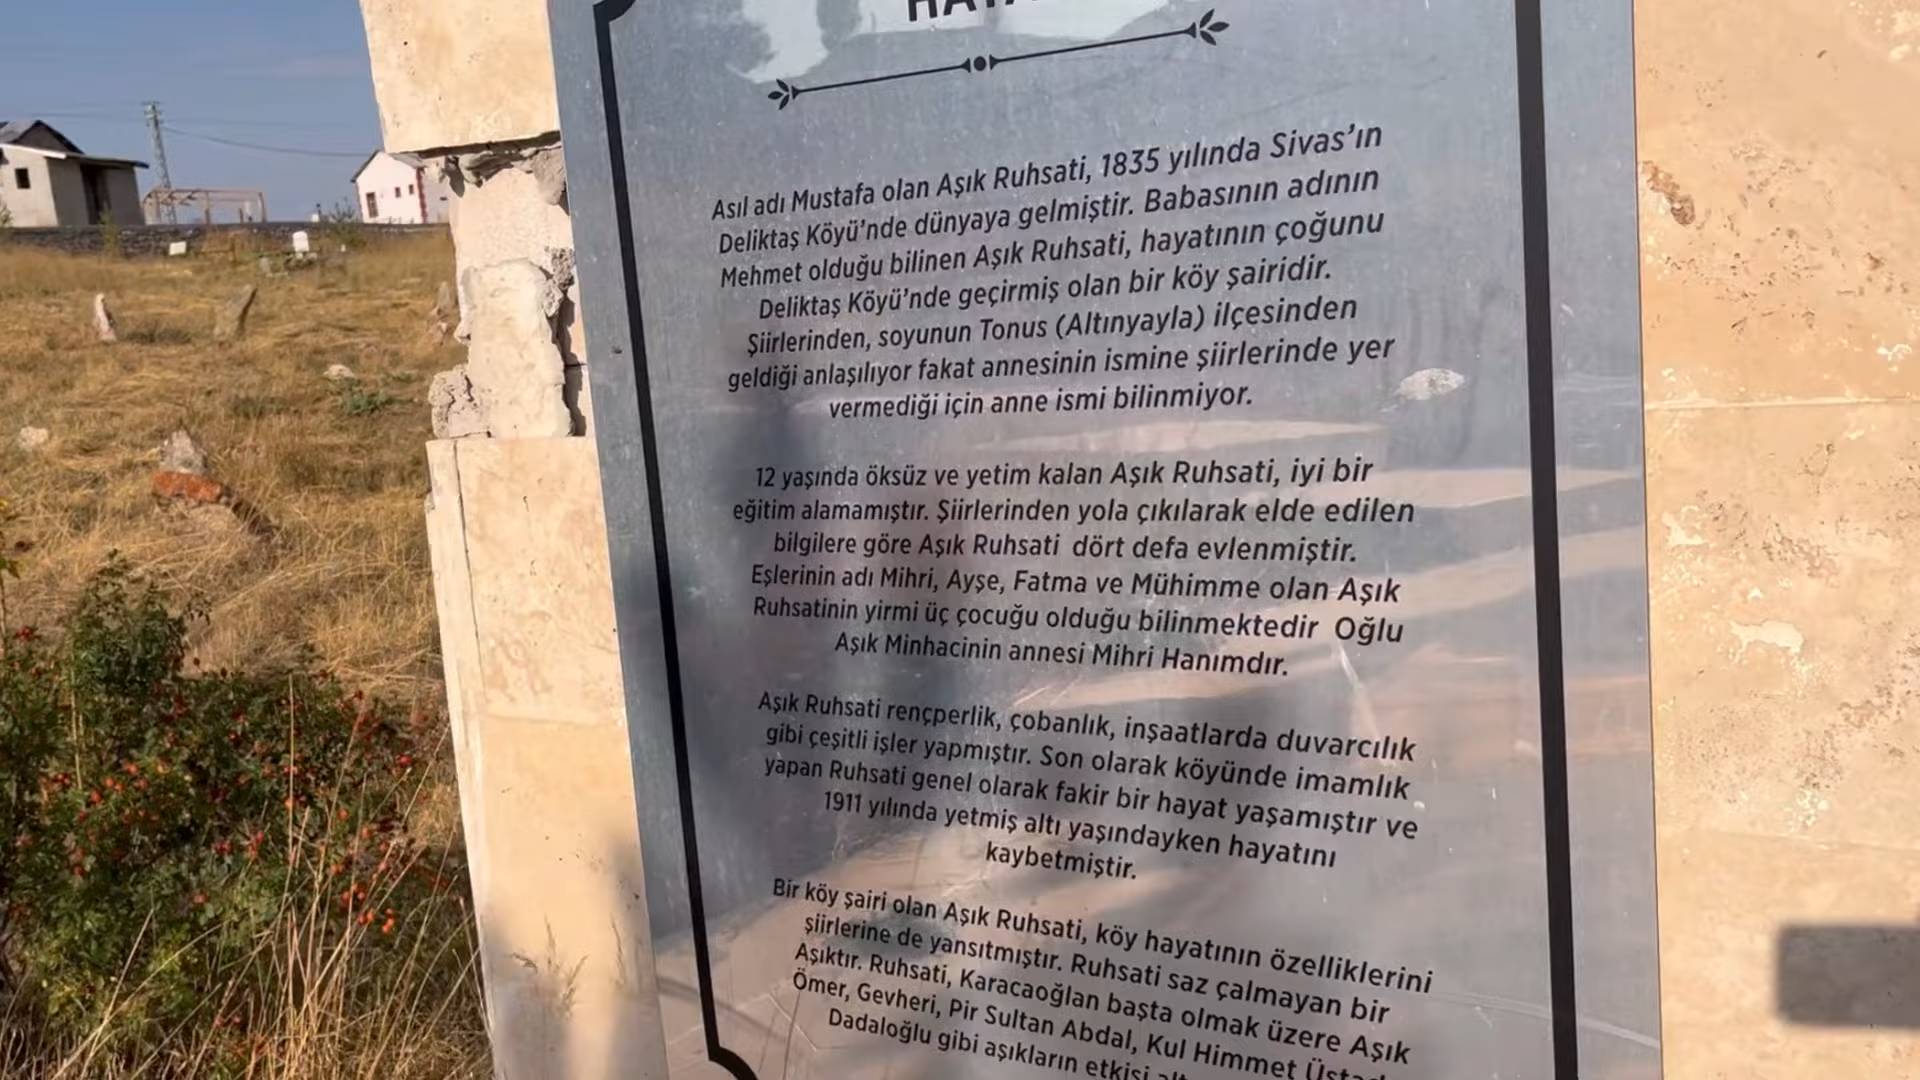 Asıl adı Mustafa olan Aşık Ruhsati, 1835 yılında Sivas’ın
Deliktaş Köyü’nde dünyaya gelmiştir. Babasının adının
Mehmet olduğu bilinen Aşık Ruhsati, hayatının çoğunu
Deliktaş Köyü’nde geçirmiş olan bir köy şairidir.
Şiirlerinden, soyunun Tonus (Altınyayla) ilçesinden
geldiği anlaşılıyor fakat annesinin ismine şiirlerinde yer
vermediği için anne ismi bilinmiyor.
12 yaşında öksüz ve yetim kalan Aşık Ruhsati, iyi bir
eğitim alamamıştır. Şiirlerinden yola çıkılarak elde edilen
bilgilere göre Aşık Ruhsati dört defa evlenmiştir.
Eşlerinin adı Mihri, Ayşe, Fatma ve Mühimme olan Aşık
Ruhsatinin yirmi üç çocuğu olduğu bilinmektedir Oğlu
Aşık Minhacinin annesi Mihri Hanımdır.
Aşık Ruhsati rençperlik, çobanlık, inşaatlarda duvarcılık
gibi çeşitli işler yapmıştır. Son olarak köyünde imamlık
yapan Ruhsati genel olarak fakir bir hayat yaşamıştır ve
1911 yılında yetmiş altı yaşındayken hayatını
kaybetmiştir.
Bir köy şairi olan Aşık Ruhsati, köy hayatının özelliklerini
şiirlerine de yansıtmıştır. Ruhsati saz çalmayan bir
Aşıktır. Ruhsati, Karacaoğlan başta olmak üzere Aşık
Ömer, Gevheri, Pir Sultan Abdal, Kul Himmet
Dadaloğlu gibi aşıkların etkisi